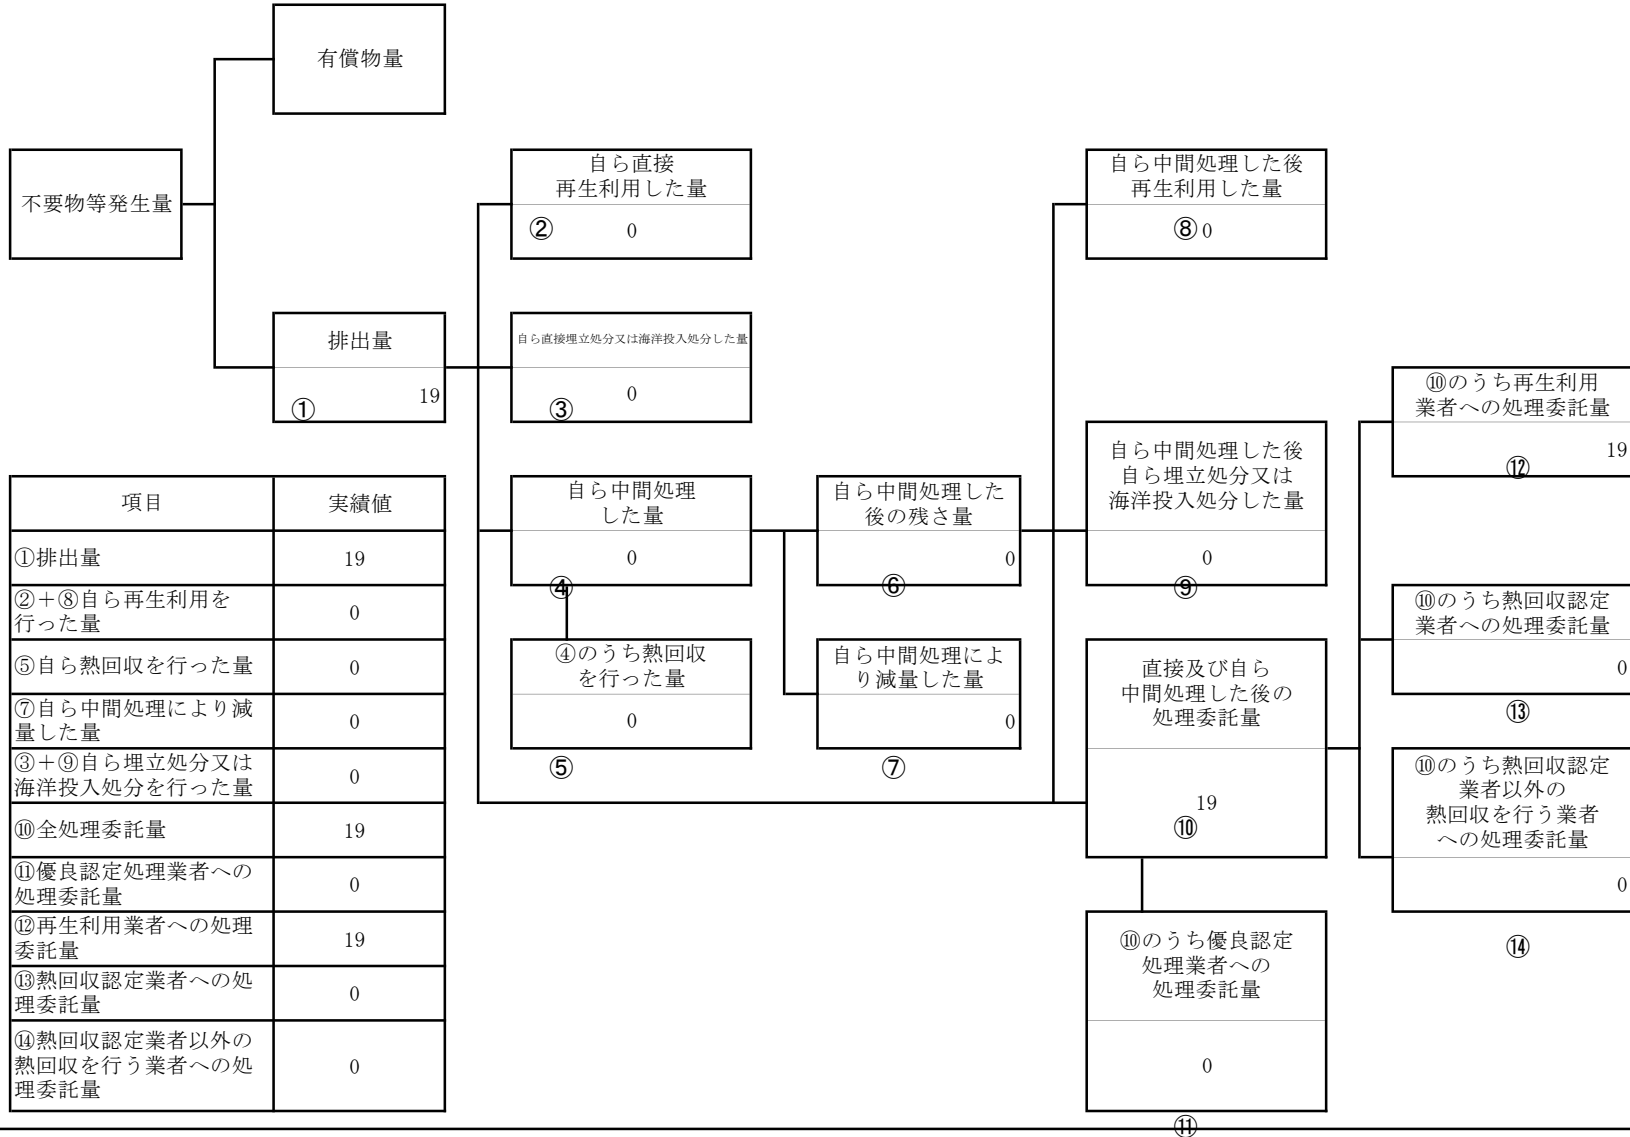 有償物量
不要物等発生量
自ら直接
再生利用した量
②
0
自ら中間処理した後
再生利用した量
⑧
0
排出量
①
19
自ら直接埋立処分又は海洋投入処分した量
③
0
⑩のうち再生利用
業者への処理委託量
19
⑫
自ら中間処理
した量
0
④
自ら中間処理した
後の残さ量
0
⑥
自ら中間処理した後
自ら埋立処分又は
海洋投入処分した量
0
⑨
④のうち熱回収
を行った量
0
⑤
自ら中間処理によ
り減量した量
0
⑦
直接及び自ら
中間処理した後の
処理委託量
19
⑩
⑩のうち熱回収認定
業者への処理委託量
0
⑬
⑩のうち熱回収認定
業者以外の
熱回収を行う業者
への処理委託量
0
⑭
⑩のうち優良認定
処理業者への
処理委託量
0
⑪
項目 実績値
①排出量 19
②+⑧自ら再生利用を
行った量 0
⑤自ら熱回収を行った量 0
⑦自ら中間処理により減
量した量 0
③+⑨自ら埋立処分又は
海洋投入処分を行った量 0
⑩全処理委託量 19
⑪優良認定処理業者への
処理委託量 0
⑫再生利用業者への処理
委託量 19
⑬熱回収認定業者への処
理委託量 0
⑭熱回収認定業者以外の
熱回収を行う業者への処
理委託量 0